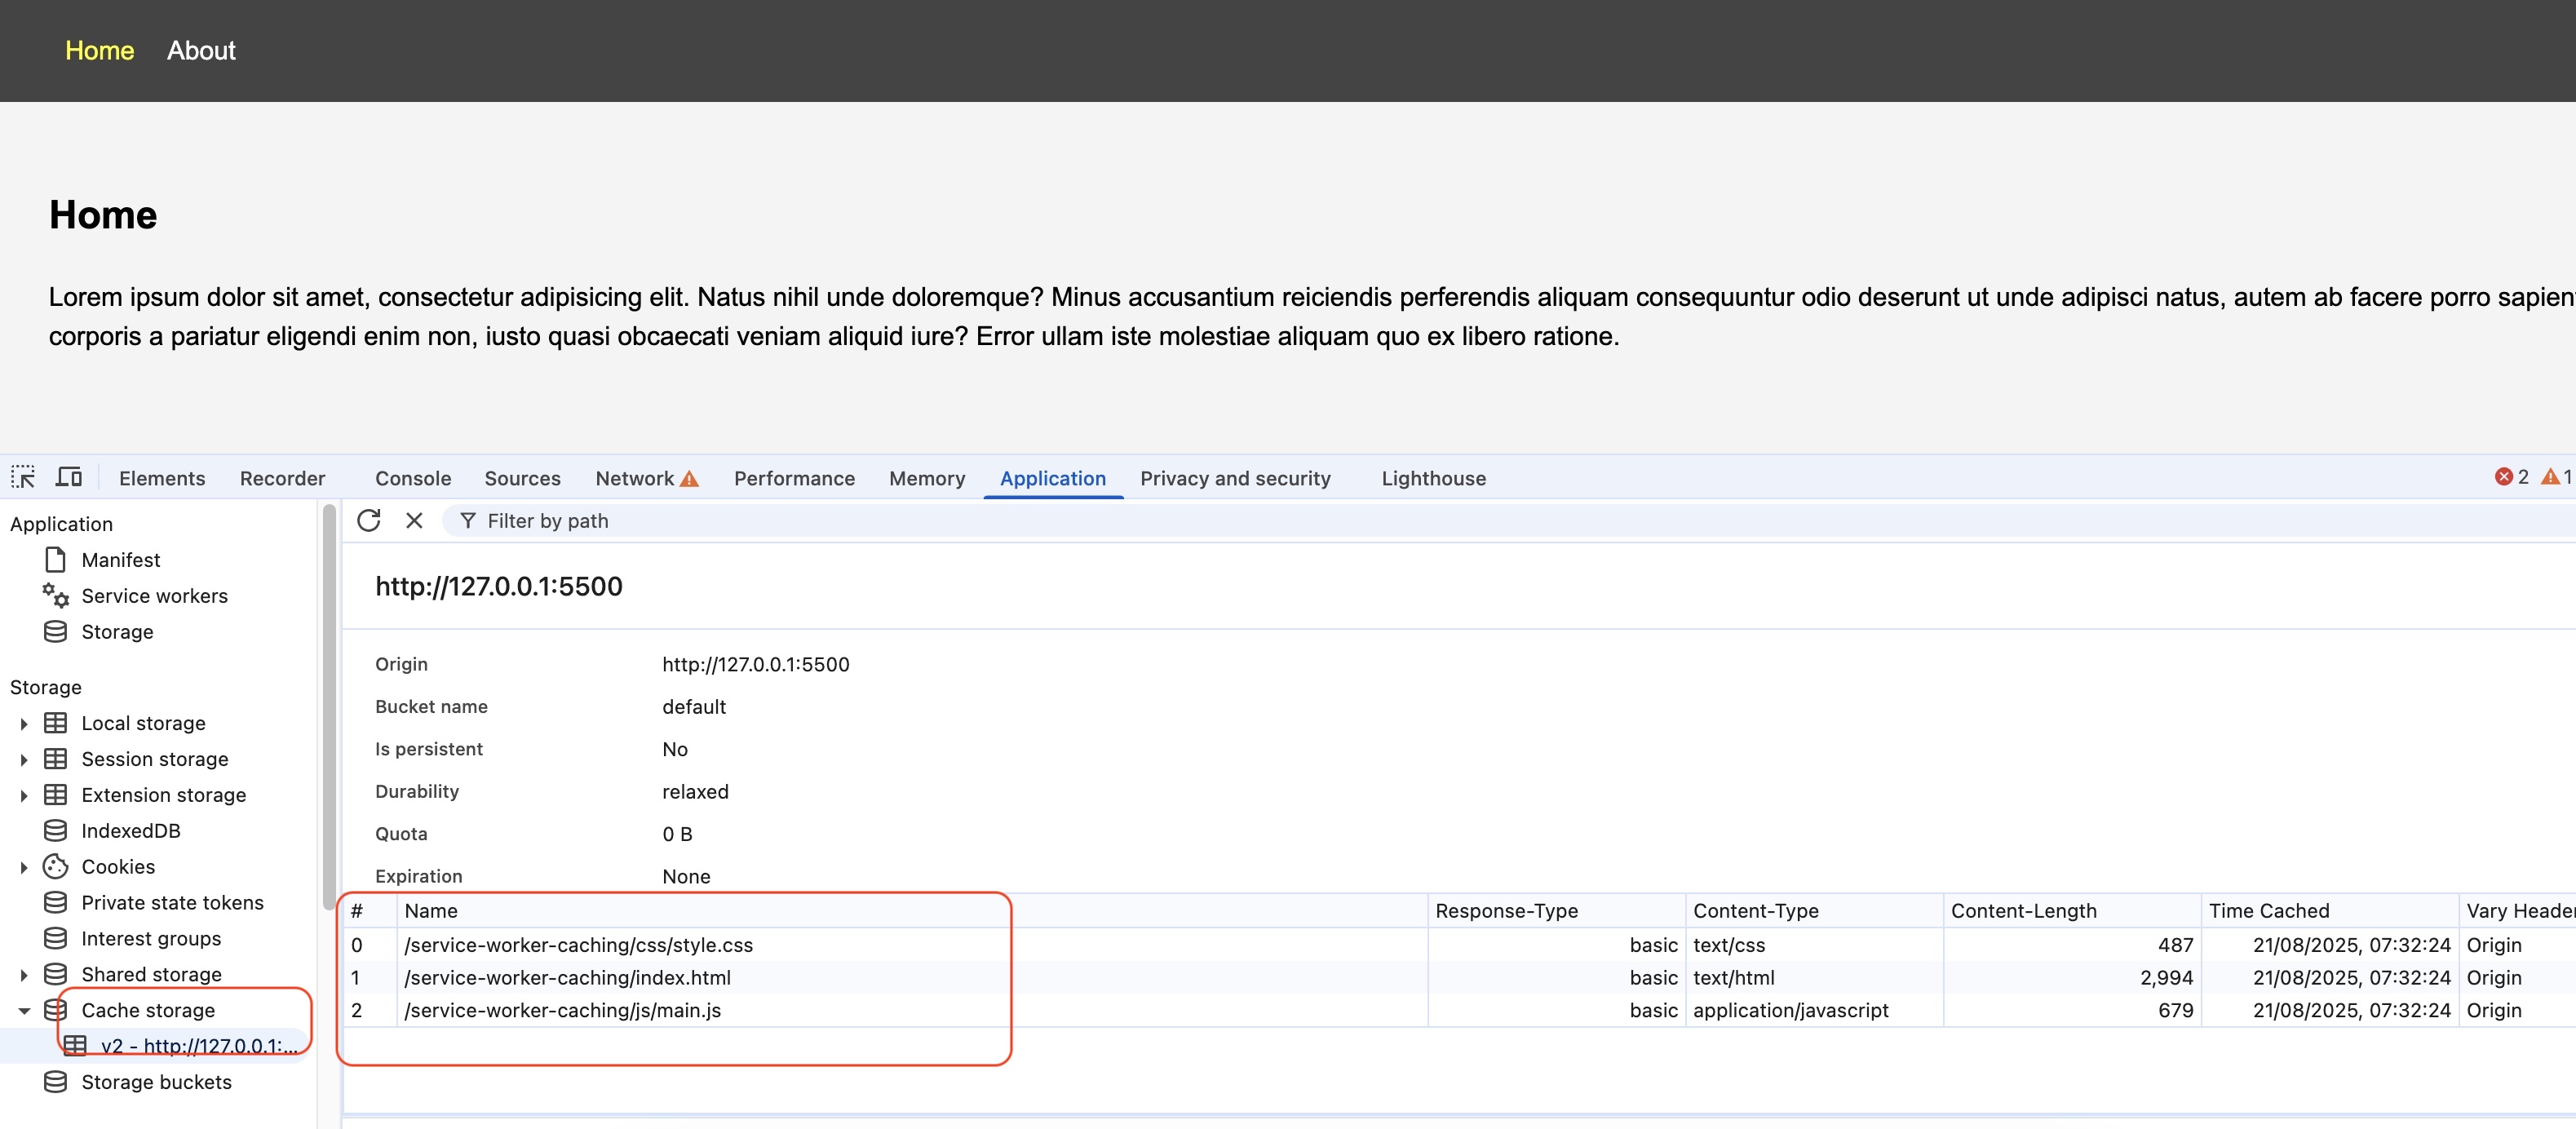 Home About
Home
Lorem ipsum dolor sit amet, consectetur adipisicing elit. Natus nihil unde doloremque? Minus accusantium reiciendis perferendis aliquam consequuntur odio deserunt ut unde adipisci natus, autem ab facere porro sapien
corporis a pariatur eligendi enim non, iusto quasi obcaecati veniam aliquid iure? Error ullam iste molestiae aliquam quo ex libero ratione.
Elements Recorder Console Sources Network Performance Memory Application Privacy and security Lighthouse 2 1
Application
Manifest
Service workers
Storage
Storage
Local storage
Session storage
Extension storage
IndexedDB
Cookies
Private state tokens
Interest groups
Shared storage
Cache storage
v2 - http://127.0.0.1:...
Storage buckets
Filter by path
http://127.0.0.1:5500
Origin http://127.0.0.1:5500
Bucket name default
Is persistent No
Durability relaxed
Quota 0 B
Expiration None
# Name Response-Type Content-Type Content-Length Time Cached Vary Header
0 /service-worker-caching/css/style.css basic text/css 487 21/08/2025, 07:32:24 Origin
1 /service-worker-caching/index.html basic text/html 2,994 21/08/2025, 07:32:24 Origin
2 /service-worker-caching/js/main.js basic application/javascript 679 21/08/2025, 07:32:24 Origin